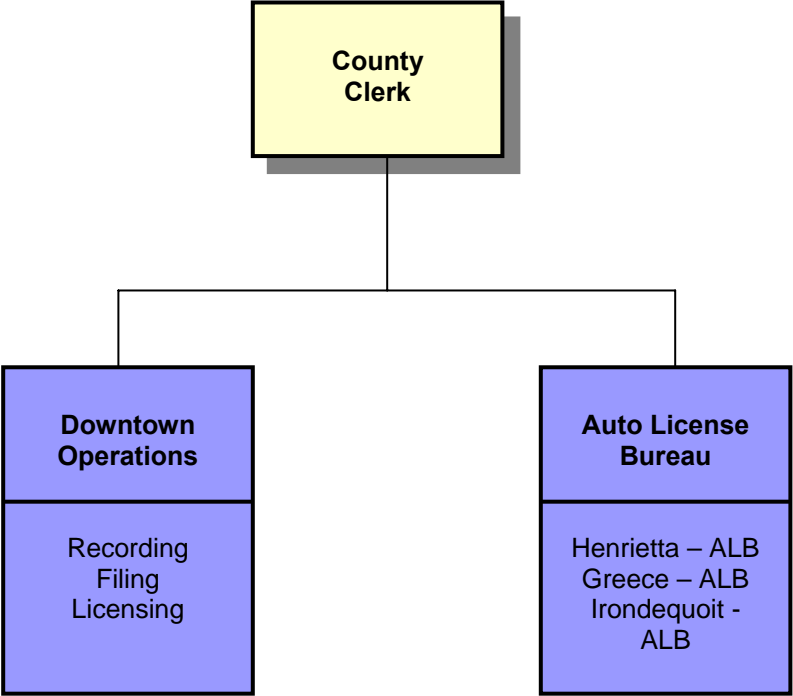 County
Clerk
Downtown
Operations
Recording
Filing
Licensing
Auto License
Bureau
Henrietta – ALB
Greece – ALB
Irondequoit -
ALB